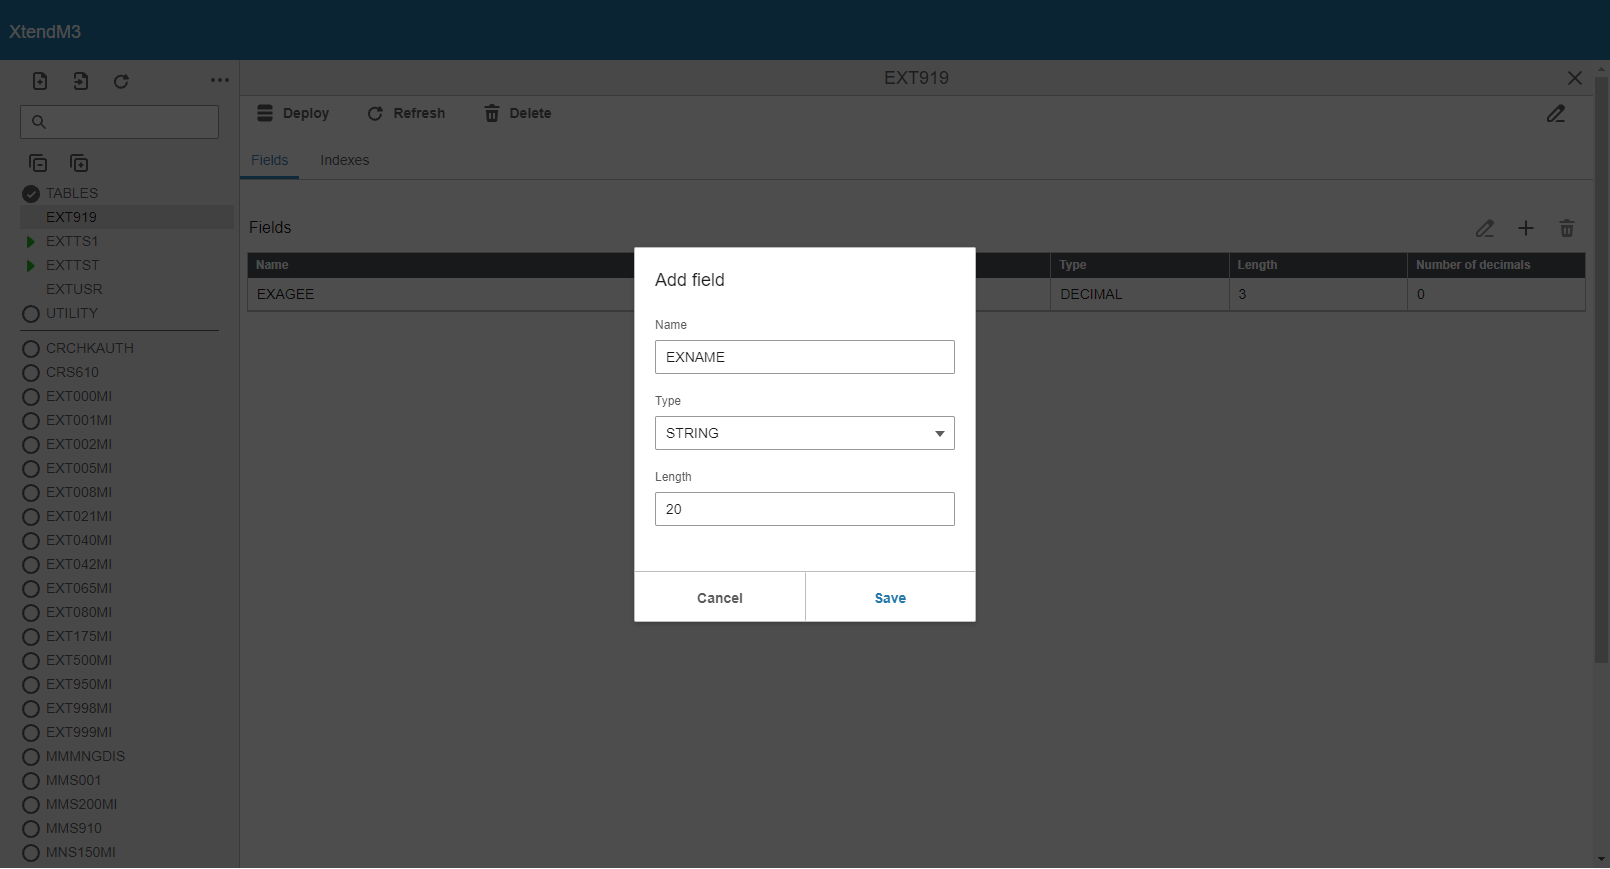 XtendM3
EXT919
Deploy
Refresh
Delete
Fields
Indexes
TABLES
EXT919
EXTTS1
EXTTST
EXTUSR
UTILITY
CRCHKAUTH
CRS610
EXT000MI
EXT001MI
EXT002MI
EXT005MI
EXT008MI
EXT021MI
EXT040MI
EXT042MI
EXT065MI
EXT080MI
EXT175MI
EXT500MI
EXT950MI
EXT998MI
EXT999MI
MMMNGDIS
MMS001
MMS200MI
MMS910
MNS150MI
Fields
Name Type Length Number of decimals
EXAGEE DECIMAL 3 0
Add field
Name
EXNAME
Type
STRING
Length
20
Cancel
Save